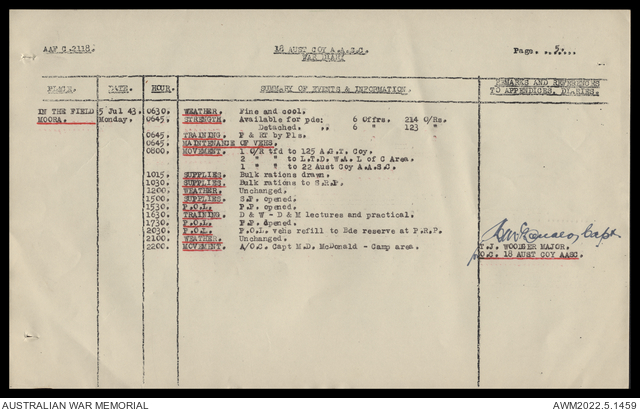 AAF C.2118. 18 AUST COY A.A.S.C. Page. ...5...
WAR DIARY
PLACE. DATE. HOUR. SUMMARY OF EVENTS & INFORMATION. REMARKS AND REFERENCES
TO APPENDICES, DIARIES.
IN THE FIELD 5 Jul 43. 0630. WEATHER. Fine and cool.
MOORA. Monday. 0645. STRENGTH. Available for pde: 6 Offrs. 214 O/Rs.
Detached. ,, 6 " 123 "
0645 TRAINING. P & RT by Pls.
0645 MAINTENANCE OF VEHS.
0800. MOVEMENT. 1 O/R tfd to 125 A.G.T. Coy.
2 " " to L.T.D. W.A. L of C Area.
1 " " to 22 Aust Coy A.A.S.C.
1015. SUPPLIES. Bulk rations drawn.
1030. SUPPLIES. Bulk rations to S.R.P.
1200 WEATHER. Unchanged.
1500 SUPPLIES. S.P. opened.
1530 P.O.L. P.P. opened.
1630 TRAINING. D & W - D & M lectures and practical.
1730 P.O.L. P.P. opened.
2030 P.O.L. P.O.L. vehs refill to Bde reserve at P.R.P.
2100 WEATHER. Unchanged.
2200 MOVEMENT. A/O.C. Capt M.D. McDonald - Camp area.
Capt
T.J. WOODGER MAJOR.
O.C. 18 AUST COY AASC.
AUSTRALIAN WAR MEMORIAL AWM2022.5.1459